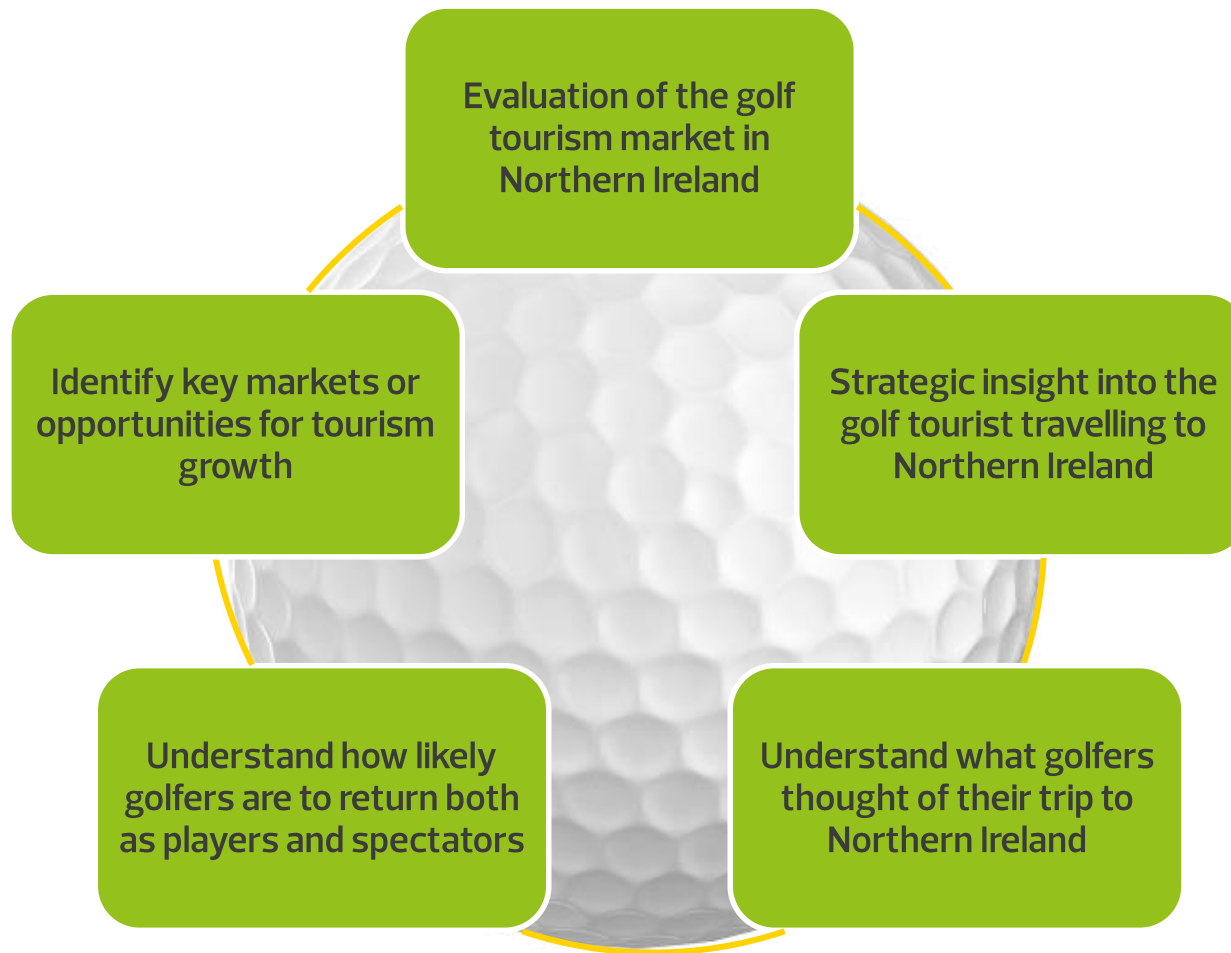 Evaluation of the golf
tourism market in
Northern Ireland
Identify key markets or
opportunities for tourism
growth
Strategic insight into the
golf tourist travelling to
Northern Ireland
Understand how likely
golfers are to return both
as players and spectators
Understand what golfers
thought of their trip to
Northern Ireland